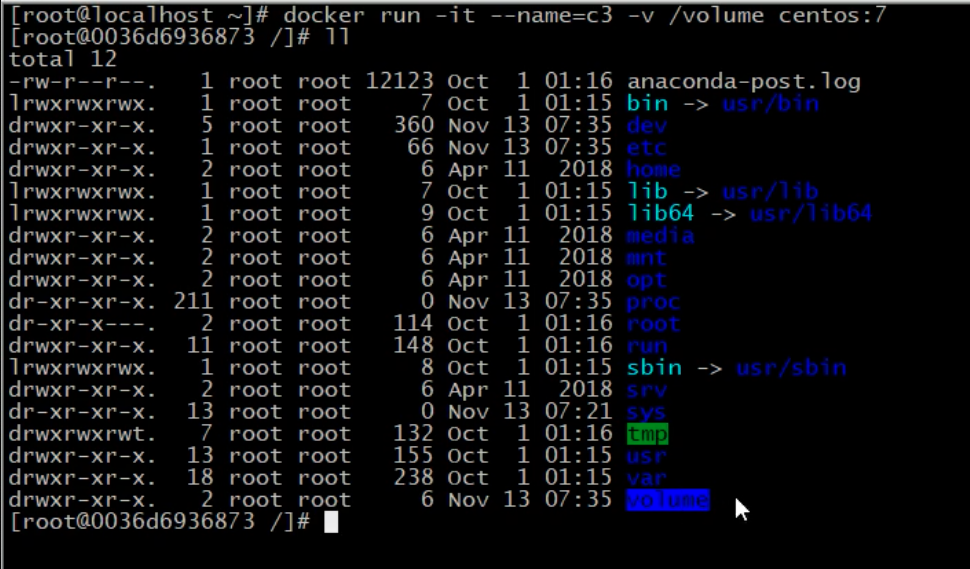 [root@localhost ~]# docker run -it --name=c3 -v /volume centos:7
[root@0036d6936873 /]# ll
total 12
-rw-r--r--.   1 root root 12123 Oct  1 01:16 anaconda-post.log
lrwxrwxrwx.   1 root root     7 Oct  1 01:15 bin -> usr/bin
drwxr-xr-x.   5 root root   360 Nov 13 07:35 dev
drwxr-xr-x.   1 root root    66 Nov 13 07:35 etc
drwxr-xr-x.   2 root root     6 Apr 11  2018 home
lrwxrwxrwx.   1 root root     7 Oct  1 01:15 lib -> usr/lib
lrwxrwxrwx.   1 root root     9 Oct  1 01:15 lib64 -> usr/lib64
drwxr-xr-x.   2 root root     6 Apr 11  2018 media
drwxr-xr-x.   2 root root     6 Apr 11  2018 mnt
drwxr-xr-x.   2 root root     6 Apr 11  2018 opt
dr-xr-xr-x. 211 root root     0 Nov 13 07:35 proc
dr-xr-x---.   2 root root   114 Oct  1 01:16 root
drwxr-xr-x.  11 root root   148 Oct  1 01:16 run
lrwxrwxrwx.   1 root root     8 Oct  1 01:15 sbin -> usr/sbin
drwxr-xr-x.   2 root root     6 Apr 11  2018 srv
dr-xr-xr-x.  13 root root     0 Nov 13 07:21 sys
drwxrwxrwt.   7 root root   132 Oct  1 01:16 tmp
drwxr-xr-x.  13 root root   155 Oct  1 01:15 usr
drwxr-xr-x.  18 root root   238 Oct  1 01:15 var
drwxr-xr-x.   2 root root     6 Nov 13 07:35 volume
[root@0036d6936873 /]#